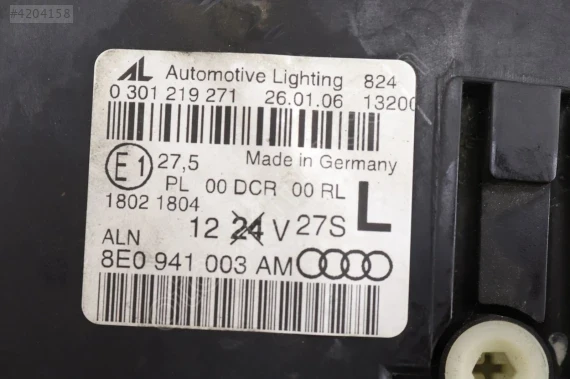 #4204158
AL Automotive Lighting 824
0 301 219 271 26.01.06 13200
E1 27,5 Made in Germany
PL 00 DCR 00 RL
1802 1804 L
12 24 V 27S
ALN
8E0 941 003 AM